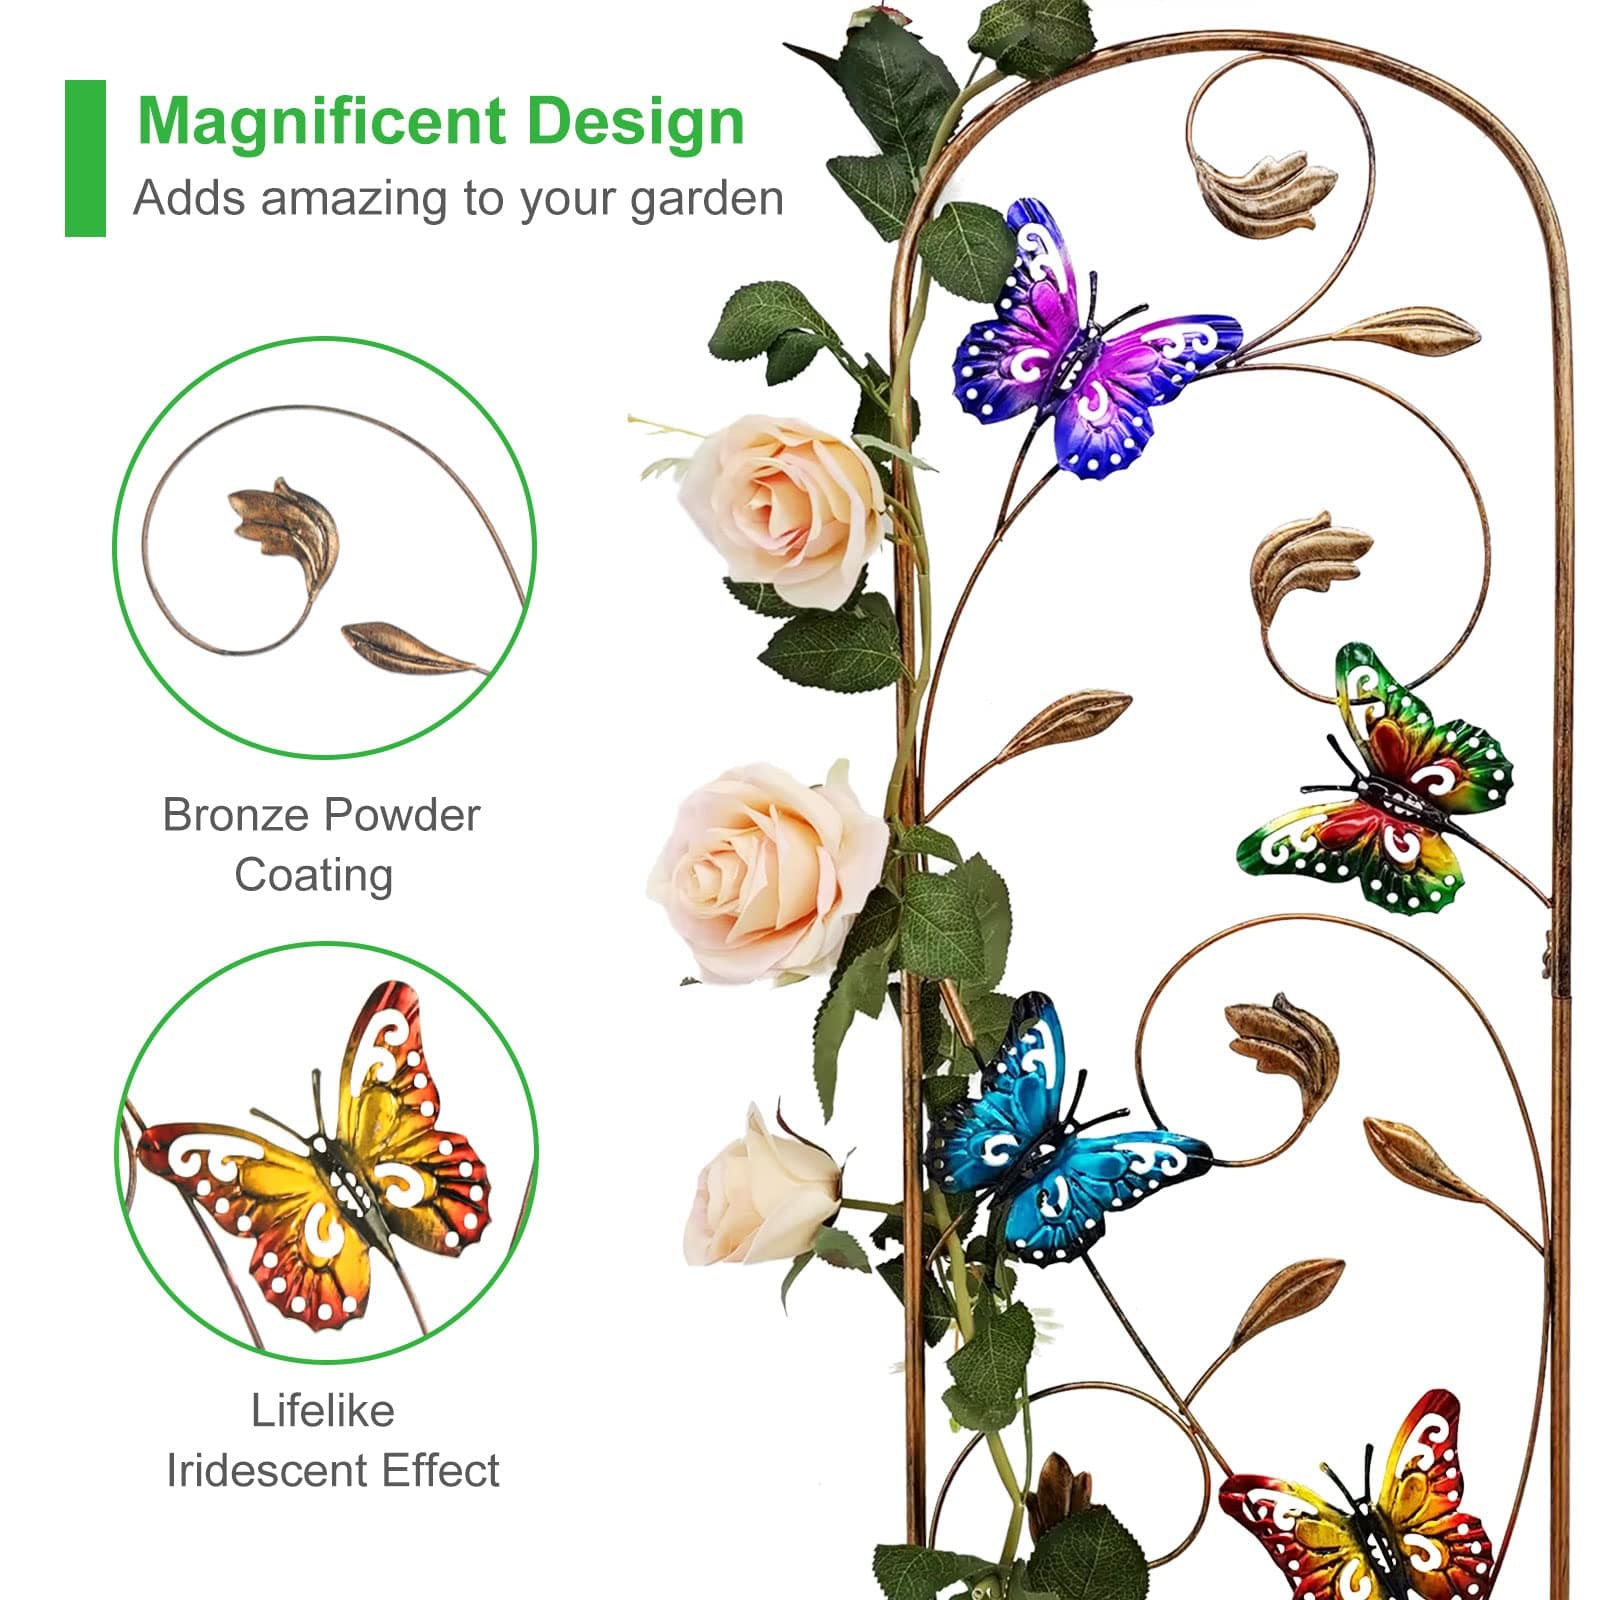 Magnificent Design
Adds amazing to your garden
Bronze Powder
Coating
Lifelike
Iridescent Effect